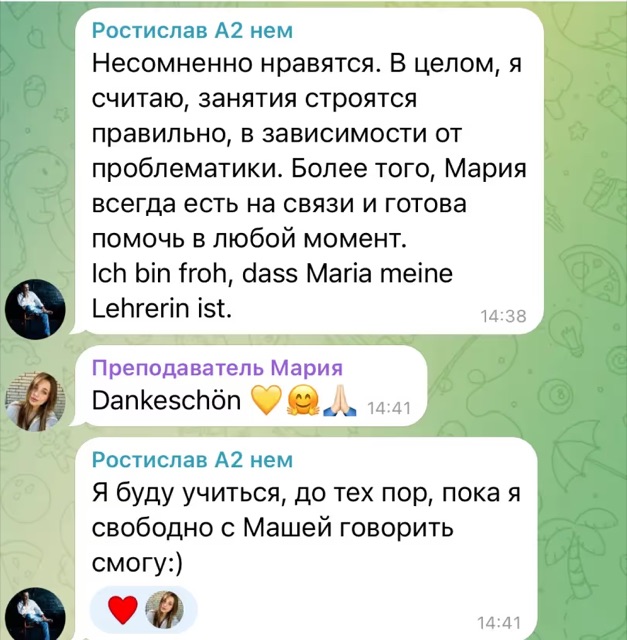 Ростислав А2 нем
Несомненно нравятся. В целом, я
считаю, занятия строятся
правильно, в зависимости от
проблематики. Более того, Мария
всегда есть на связи и готова
помочь в любой момент.
Ich bin froh, dass Maria meine
Lehrerin ist.
14:38
Преподаватель Мария
Dankeschön 💛🤗🙏🏻
14:41
Ростислав А2 нем
Я буду учиться, до тех пор, пока я
свободно с Машей говорить
смогу:)
❤️
14:41